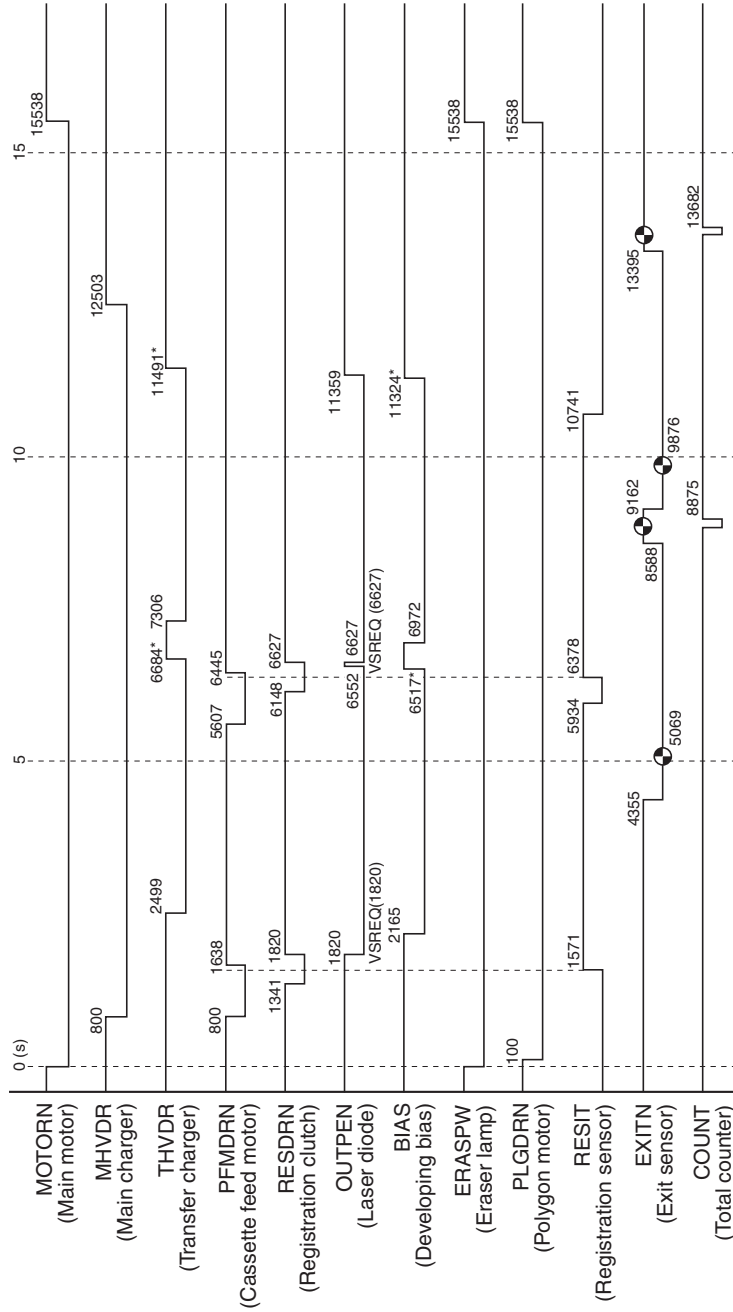 0 (s)
5
10
15
MOTORN
(Main motor)
15538
MHVDR
(Main charger)
800
12503
THVDR
(Transfer charger)
2499
6684*
7306
11491*
PFMDRN
(Cassette feed motor)
800
1638
5607
6445
RESDRN
(Registration clutch)
1341
1820
6148
6627
OUTPEN
(Laser diode)
1820
VSREQ(1820)
6552
6627
VSREQ (6627)
11359
BIAS
(Developing bias)
2165
6517*
6972
11324*
ERASPW
(Eraser lamp)
15538
PLGDRN
(Polygon motor)
100
15538
RESIT
(Registration sensor)
1571
5934
6378
10741
EXITN
(Exit sensor)
4355
5069
8588
9162
9876
13395
COUNT
(Total counter)
8875
13682